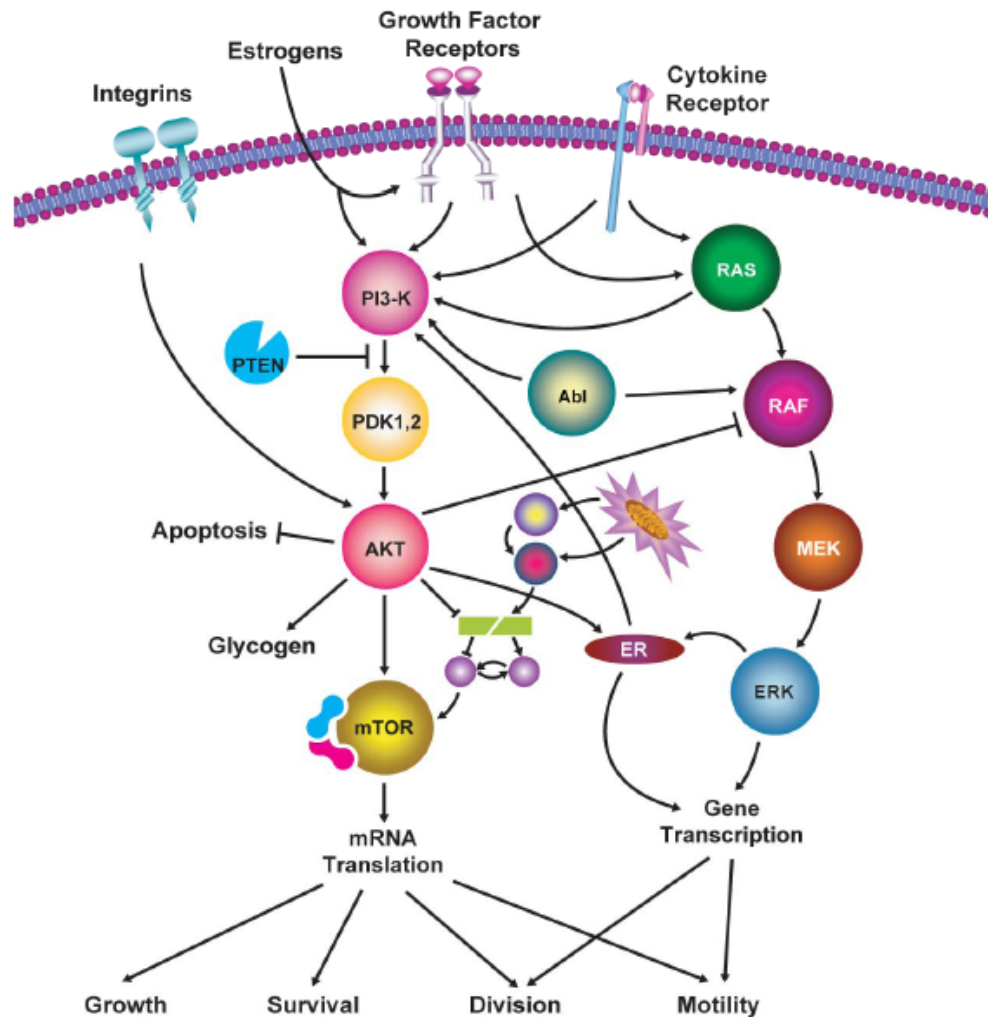 Growth Factor
Receptors
Estrogens
Cytokine
Receptor
Integrins
RAS
PI3-K
PTEN
Abl
RAF
PDK1,2
Apoptosis
AKT
MEK
Glycogen
ER
ERK
mTOR
Gene
Transcription
mRNA
Translation
Growth
Survival
Division
Motility